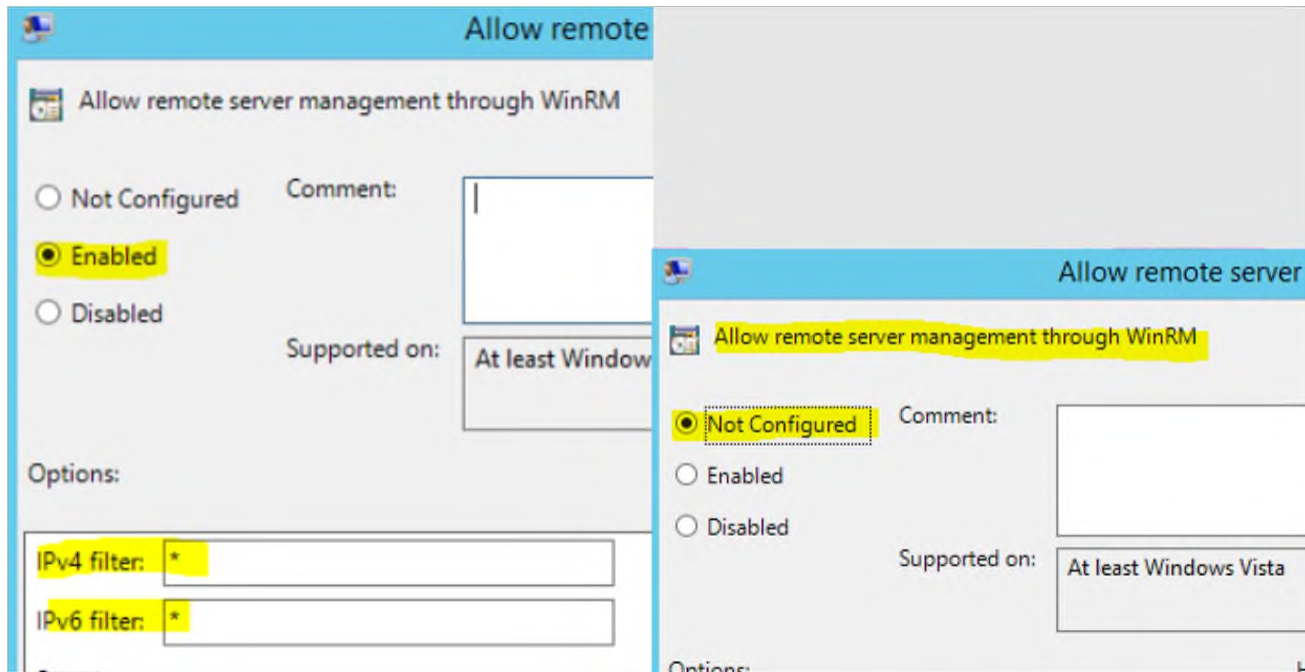 Allow remote
Allow remote server management through WinRM
Not Configured
Comment:
Enabled
Disabled
Supported on:
At least Window
Options:
IPv4 filter: *
IPv6 filter: *
Allow remote server
Allow remote server management through WinRM
Not Configured
Comment:
Enabled
Disabled
Supported on:
At least Windows Vista
Options: